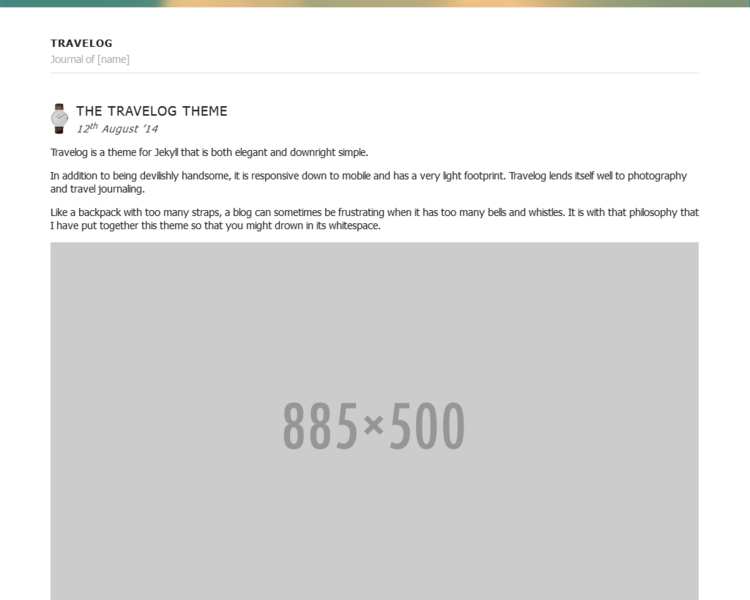 TRAVELOG
Journal of [name]
THE TRAVELOG THEME
12th August ’14
Travelog is a theme for Jekyll that is both elegant and downright simple.
In addition to being devilishly handsome, it is responsive down to mobile and has a very light footprint. Travelog lends itself well to photography
and travel journaling.
Like a backpack with too many straps, a blog can sometimes be frustrating when it has too many bells and whistles. It is with that philosophy that
I have put together this theme so that you might drown in its whitespace.
885×500